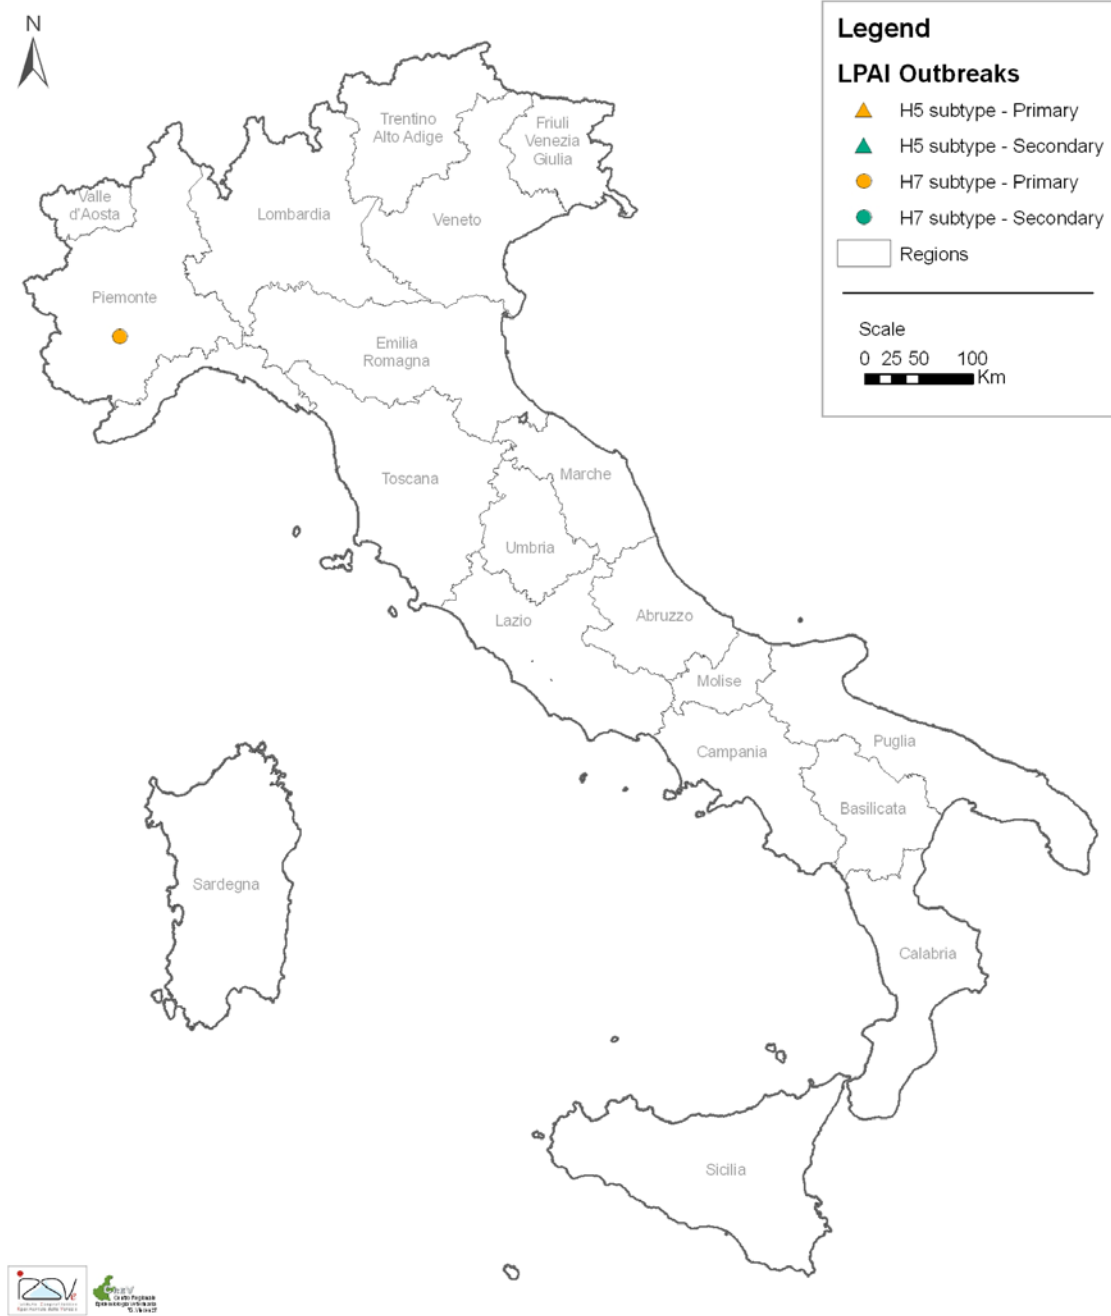 N
Legend
LPAI Outbreaks
H5 subtype - Primary
H5 subtype - Secondary
H7 subtype - Primary
H7 subtype - Secondary
Regions
Scale
0 25 50 100
Km
Trentino
Alto Adige
Friuli
Venezia
Giulia
Valle
d'Aosta
Lombardia
Veneto
Piemonte
Emilia
Romagna
Toscana
Marche
Umbria
Lazio
Abruzzo
Molise
Campania
Puglia
Basilicata
Sardegna
Calabria
Sicilia